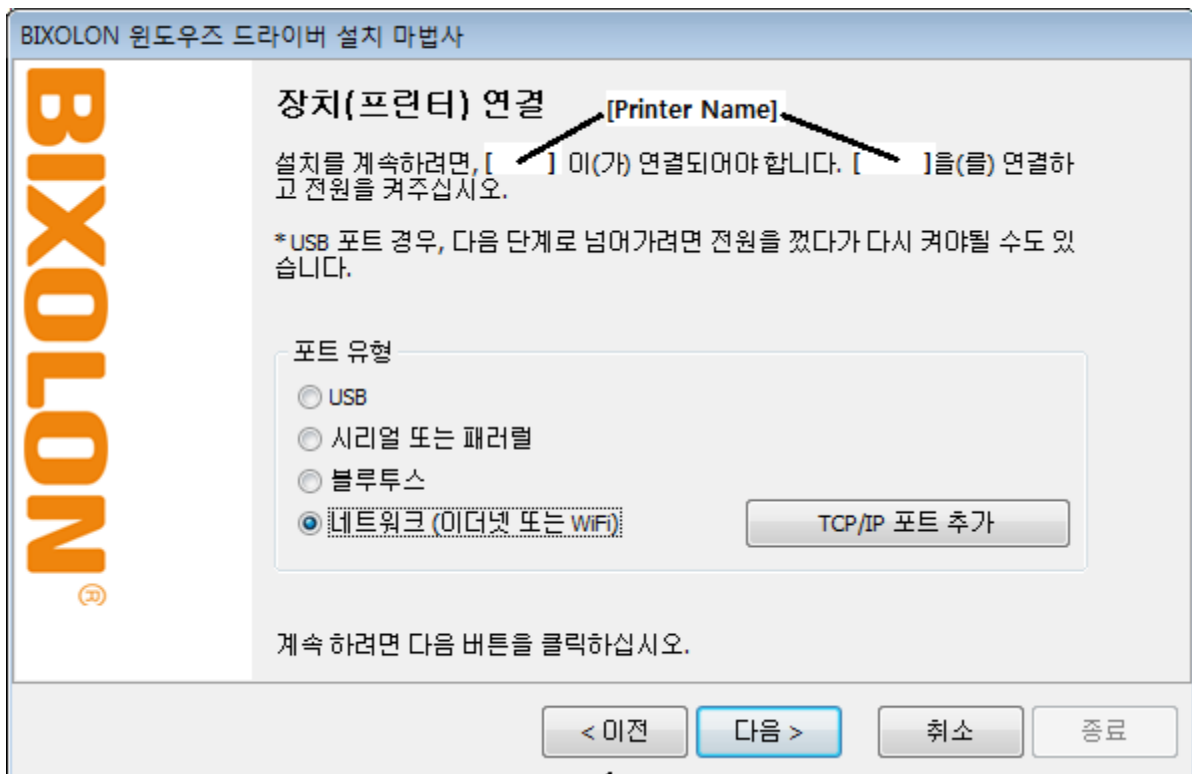 BIXOLON 윈도우즈 드라이버 설치 마법사
BIXOLON®
장치(프린터) 연결
[Printer Name]
설치를 계속하려면, [ ] 이(가) 연결되어야 합니다. [ ]을(를) 연결하
고 전원을 켜주십시오.
* USB 포트 경우, 다음 단계로 넘어가려면 전원을 껐다가 다시 켜야될 수도 있
습니다.
포트 유형
USB
시리얼 또는 패러럴
블루투스
네트워크 (이더넷 또는 WiFi)
TCP/IP 포트 추가
계속 하려면 다음 버튼을 클릭하십시오.
< 이전
다음 >
취소
종료